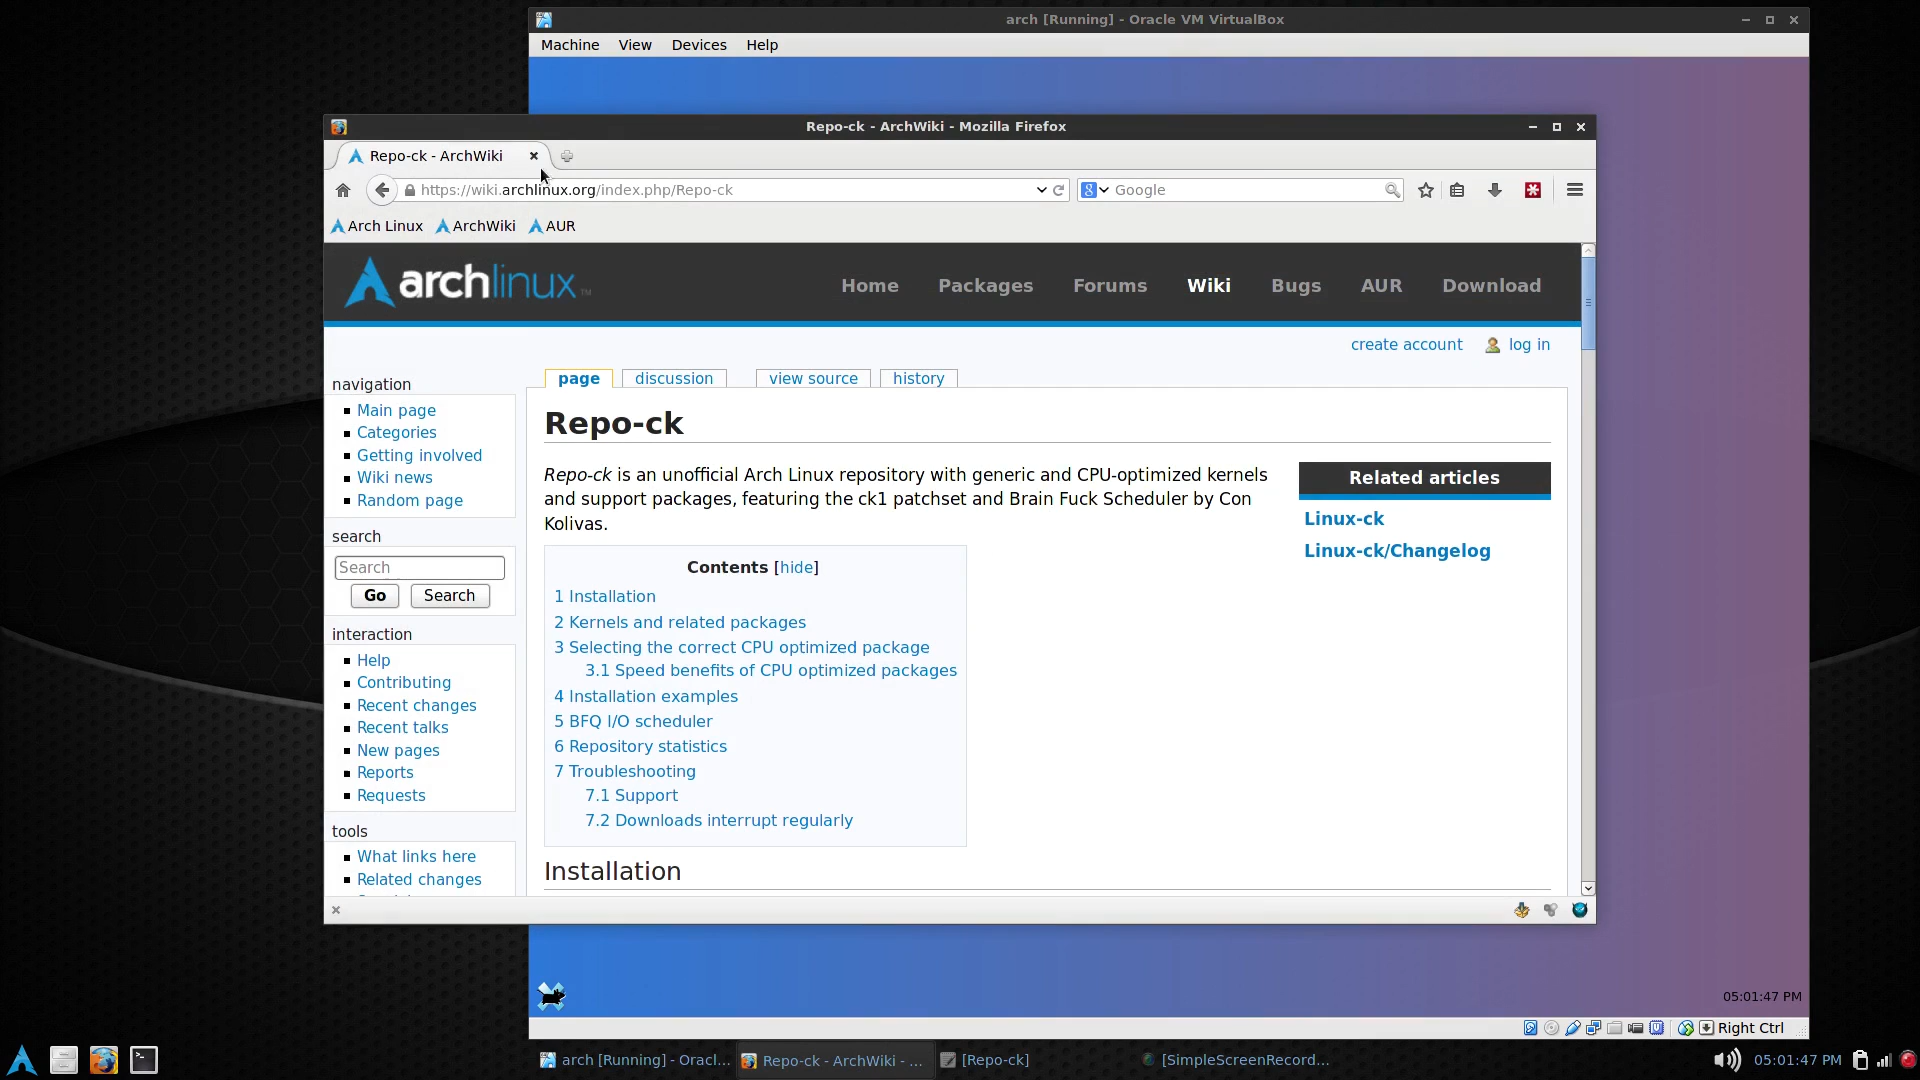 arch [Running] - Oracle VM VirtualBox
Machine View Devices Help
Repo-ck - ArchWiki - Mozilla Firefox
Repo-ck - ArchWiki
https://wiki.archlinux.org/index.php/Repo-ck
Google
Arch Linux ArchWiki AUR
archlinux™
Home Packages Forums Wiki Bugs AUR Download
create account log in
page discussion view source history
navigation
Main page
Categories
Getting involved
Wiki news
Random page
search
Search
Go Search
interaction
Help
Contributing
Recent changes
Recent talks
New pages
Reports
Requests
tools
What links here
Related changes
Repo-ck
Repo-ck is an unofficial Arch Linux repository with generic and CPU-optimized kernels
and support packages, featuring the ck1 patchset and Brain Fuck Scheduler by Con
Kolivas.
Related articles
Linux-ck
Linux-ck/Changelog
Contents [hide]
1 Installation
2 Kernels and related packages
3 Selecting the correct CPU optimized package
3.1 Speed benefits of CPU optimized packages
4 Installation examples
5 BFQ I/O scheduler
6 Repository statistics
7 Troubleshooting
7.1 Support
7.2 Downloads interrupt regularly
Installation
05:01:47 PM
Right Ctrl
arch [Running] - Oracl...
Repo-ck - ArchWiki - ...
[Repo-ck]
[SimpleScreenRecord...
05:01:47 PM